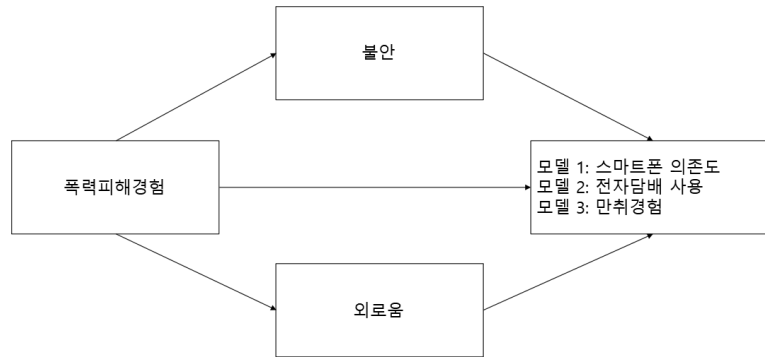 불안
폭력피해경험
모델 1: 스마트폰 의존도
모델 2: 전자담배 사용
모델 3: 만취경험
외로움